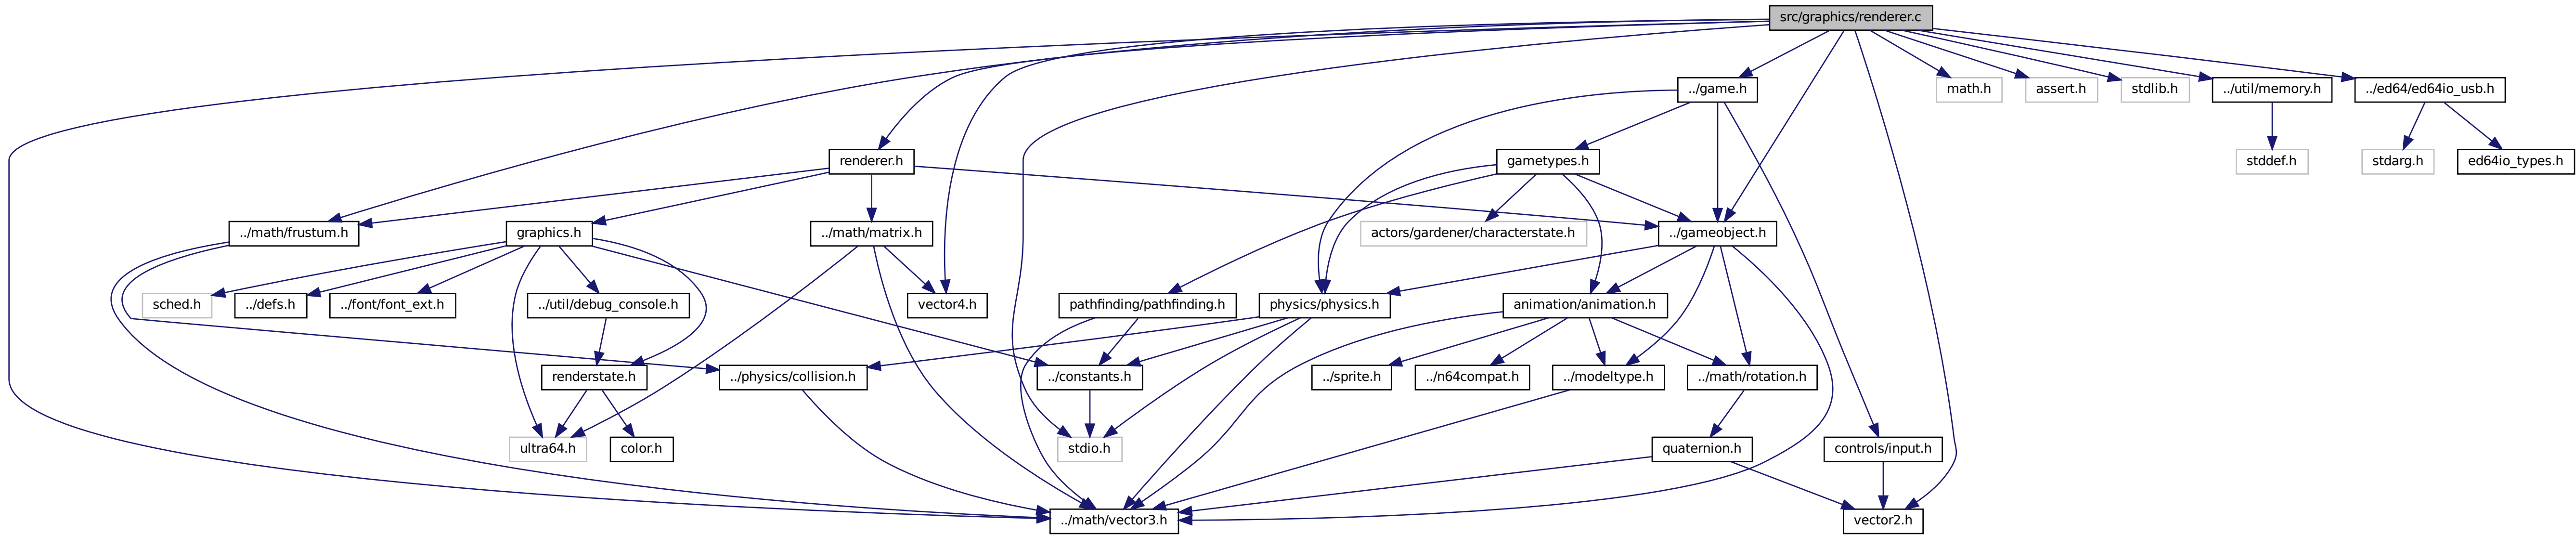 src/graphics/renderer.c
../game.h
math.h
assert.h
stdlib.h
../util/memory.h
../ed64/ed64io_usb.h
renderer.h
gametypes.h
stddef.h
stdarg.h
ed64io_types.h
../math/frustum.h
graphics.h
../math/matrix.h
actors/gardener/characterstate.h
../gameobject.h
sched.h
../defs.h
../font/font_ext.h
../util/debug_console.h
vector4.h
pathfinding/pathfinding.h
physics/physics.h
animation/animation.h
renderstate.h
../physics/collision.h
../constants.h
../sprite.h
../n64compat.h
../modeltype.h
../math/rotation.h
ultra64.h
color.h
stdio.h
quaternion.h
controls/input.h
../math/vector3.h
vector2.h